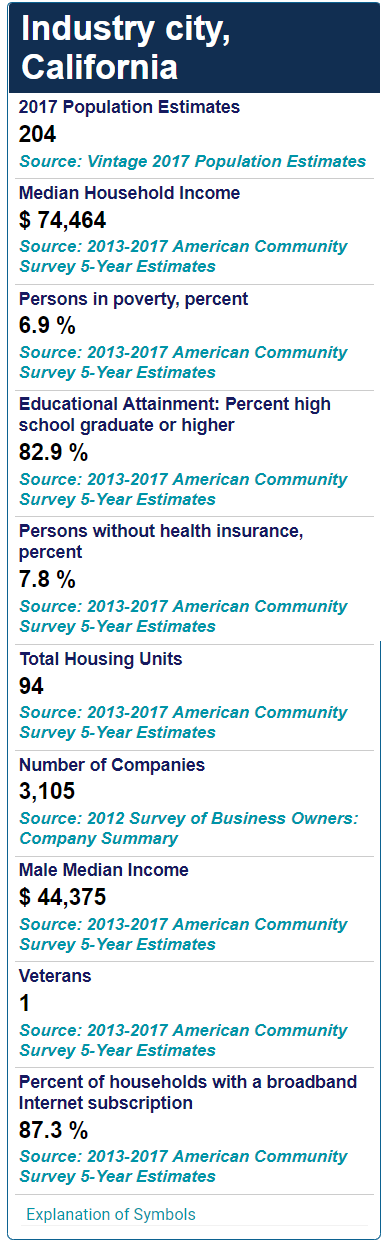 Industry city,
California
2017 Population Estimates
204
Source: Vintage 2017 Population Estimates
Median Household Income
$ 74,464
Source: 2013-2017 American Community
Survey 5-Year Estimates
Persons in poverty, percent
6.9 %
Source: 2013-2017 American Community
Survey 5-Year Estimates
Educational Attainment: Percent high
school graduate or higher
82.9 %
Source: 2013-2017 American Community
Survey 5-Year Estimates
Persons without health insurance,
percent
7.8 %
Source: 2013-2017 American Community
Survey 5-Year Estimates
Total Housing Units
94
Source: 2013-2017 American Community
Survey 5-Year Estimates
Number of Companies
3,105
Source: 2012 Survey of Business Owners:
Company Summary
Male Median Income
$ 44,375
Source: 2013-2017 American Community
Survey 5-Year Estimates
Veterans
1
Source: 2013-2017 American Community
Survey 5-Year Estimates
Percent of households with a broadband
Internet subscription
87.3 %
Source: 2013-2017 American Community
Survey 5-Year Estimates
Explanation of Symbols